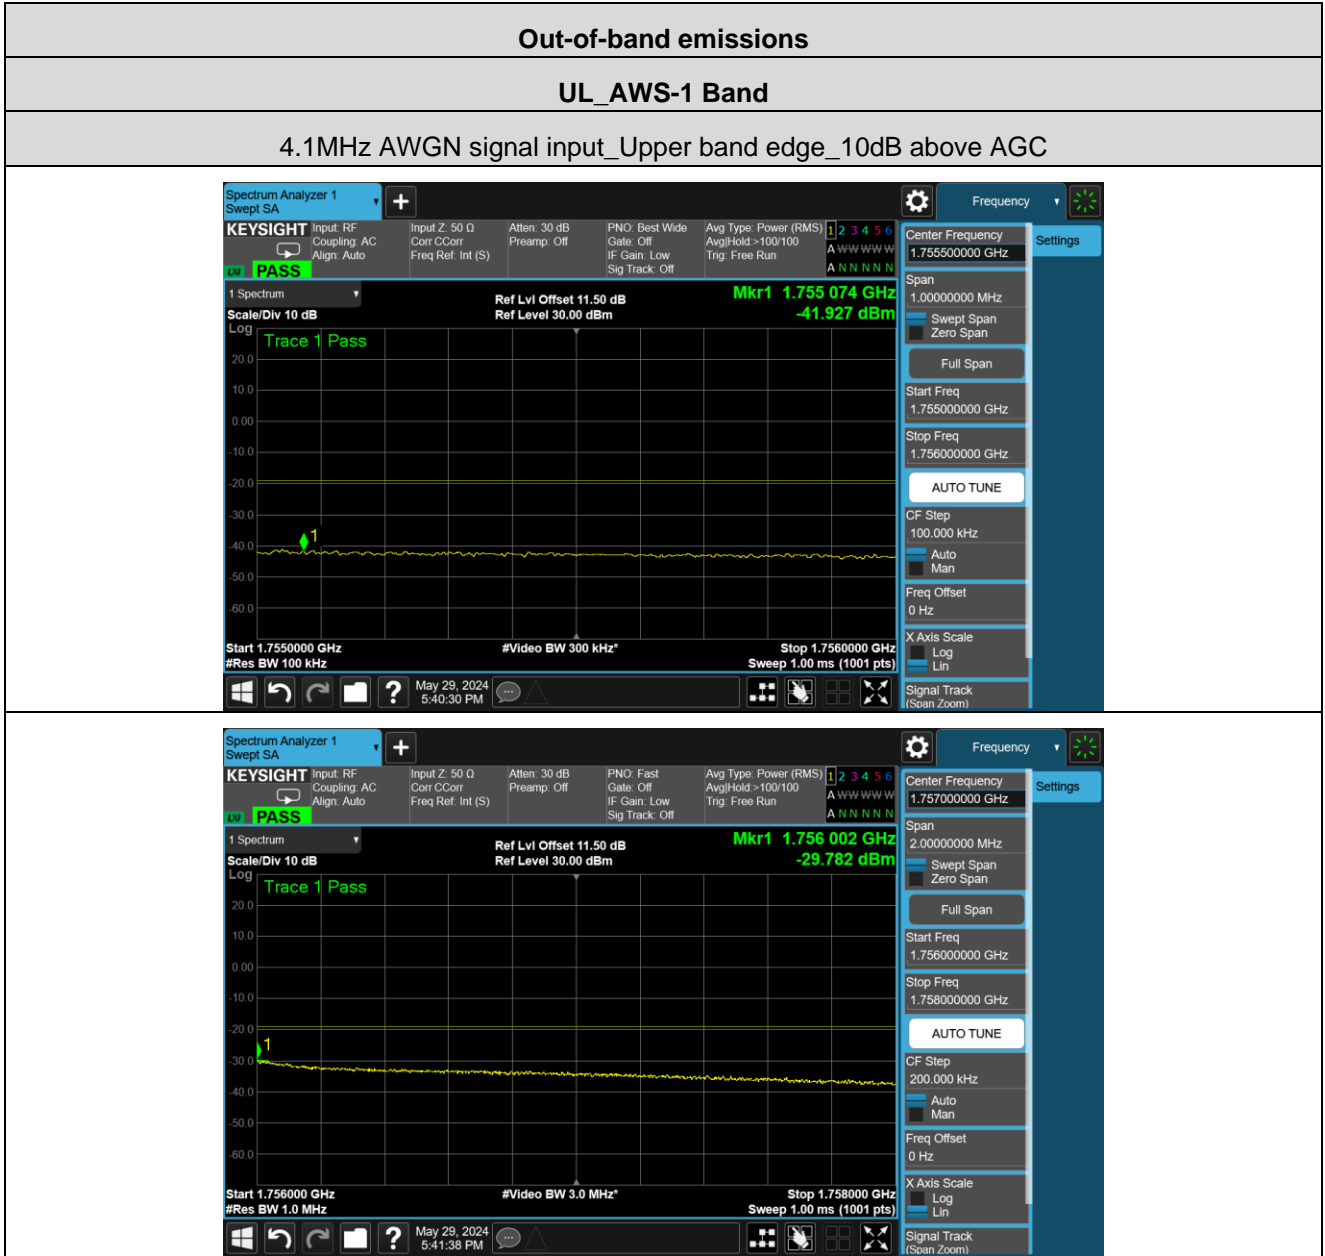 Out-of-band emissions
UL_AWS-1 Band
4.1MHz AWGN signal input_Upper band edge_10dB above AGC
Spectrum Analyzer 1
Swept SA
Frequency
KEYSIGHT
Input: RF
Coupling: AC
Align: Auto
Input Z: 50 Ω
Corr CCorr
Freq Ref: Int (S)
Atten: 30 dB
Preamp: Off
PNO: Best Wide
Gate: Off
IF Gain: Low
Sig Track: Off
Avg Type: Power (RMS)
Avg|Hold:>100/100
Trig: Free Run
1 2 3 4 5 6
A W W W W W
A N N N N N
LXI PASS
1 Spectrum
Scale/Div 10 dB
Ref Lvl Offset 11.50 dB
Ref Level 30.00 dBm
Mkr1 1.755 074 GHz
-41.927 dBm
Log
Trace 1 Pass
20.0
10.0
0.00
-10.0
-20.0
-30.0
-40.0
-50.0
-60.0
1
Start 1.7550000 GHz
#Res BW 100 kHz
#Video BW 300 kHz*
Stop 1.7560000 GHz
Sweep 1.00 ms (1001 pts)
May 29, 2024
5:40:30 PM
Center Frequency
1.755500000 GHz
Settings
Span
1.00000000 MHz
Swept Span
Zero Span
Full Span
Start Freq
1.755000000 GHz
Stop Freq
1.756000000 GHz
AUTO TUNE
CF Step
100.000 kHz
Auto
Man
Freq Offset
0 Hz
X Axis Scale
Log
Lin
Signal Track
(Span Zoom)
Spectrum Analyzer 1
Swept SA
Frequency
KEYSIGHT
Input: RF
Coupling: AC
Align: Auto
Input Z: 50 Ω
Corr CCorr
Freq Ref: Int (S)
Atten: 30 dB
Preamp: Off
PNO: Fast
Gate: Off
IF Gain: Low
Sig Track: Off
Avg Type: Power (RMS)
Avg|Hold:>100/100
Trig: Free Run
1 2 3 4 5 6
A W W W W W
A N N N N N
LXI PASS
1 Spectrum
Scale/Div 10 dB
Ref Lvl Offset 11.50 dB
Ref Level 30.00 dBm
Mkr1 1.756 002 GHz
-29.782 dBm
Log
Trace 1 Pass
20.0
10.0
0.00
-10.0
-20.0
-30.0
-40.0
-50.0
-60.0
1
Start 1.756000 GHz
#Res BW 1.0 MHz
#Video BW 3.0 MHz*
Stop 1.758000 GHz
Sweep 1.00 ms (1001 pts)
May 29, 2024
5:41:38 PM
Center Frequency
1.757000000 GHz
Settings
Span
2.00000000 MHz
Swept Span
Zero Span
Full Span
Start Freq
1.756000000 GHz
Stop Freq
1.758000000 GHz
AUTO TUNE
CF Step
200.000 kHz
Auto
Man
Freq Offset
0 Hz
X Axis Scale
Log
Lin
Signal Track
(Span Zoom)